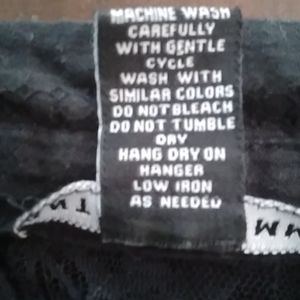 MACHINE WASH
CAREFULLY
WITH GENTLE
CYCLE
WASH WITH
SIMILAR COLORS
DO NOT BLEACH
DO NOT TUMBLE
DRY
HANG DRY ON
HANGER
LOW IRON
AS NEEDED